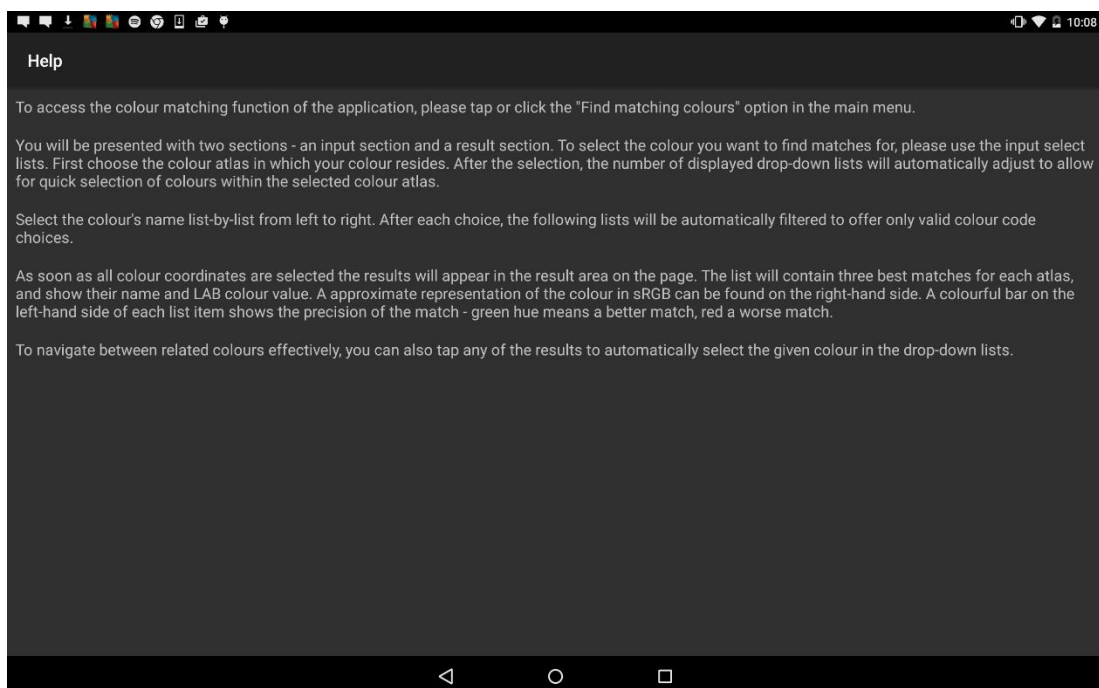 10:08
Help
To access the colour matching function of the application, please tap or click the "Find matching colours" option in the main menu.
You will be presented with two sections - an input section and a result section. To select the colour you want to find matches for, please use the input select
lists. First choose the colour atlas in which your colour resides. After the selection, the number of displayed drop-down lists will automatically adjust to allow
for quick selection of colours within the selected colour atlas.
Select the colour's name list-by-list from left to right. After each choice, the following lists will be automatically filtered to offer only valid colour code
choices.
As soon as all colour coordinates are selected the results will appear in the result area on the page. The list will contain three best matches for each atlas,
and show their name and LAB colour value. A approximate representation of the colour in sRGB can be found on the right-hand side. A colourful bar on the
left-hand side of each list item shows the precision of the match - green hue means a better match, red a worse match.
To navigate between related colours effectively, you can also tap any of the results to automatically select the given colour in the drop-down lists.